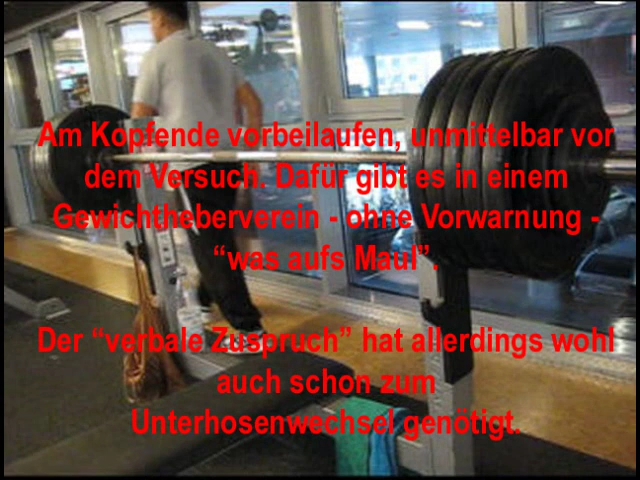 Am Kopfende vorbeilaufen, unmittelbar vor
dem Versuch. Dafür gibt es in einem
Gewichtheberverein - ohne Vorwarnung -
“was aufs Maul”.
Der “verbale Zuspruch” hat allerdings wohl
auch schon zum
Unterhosenwechsel genötigt.